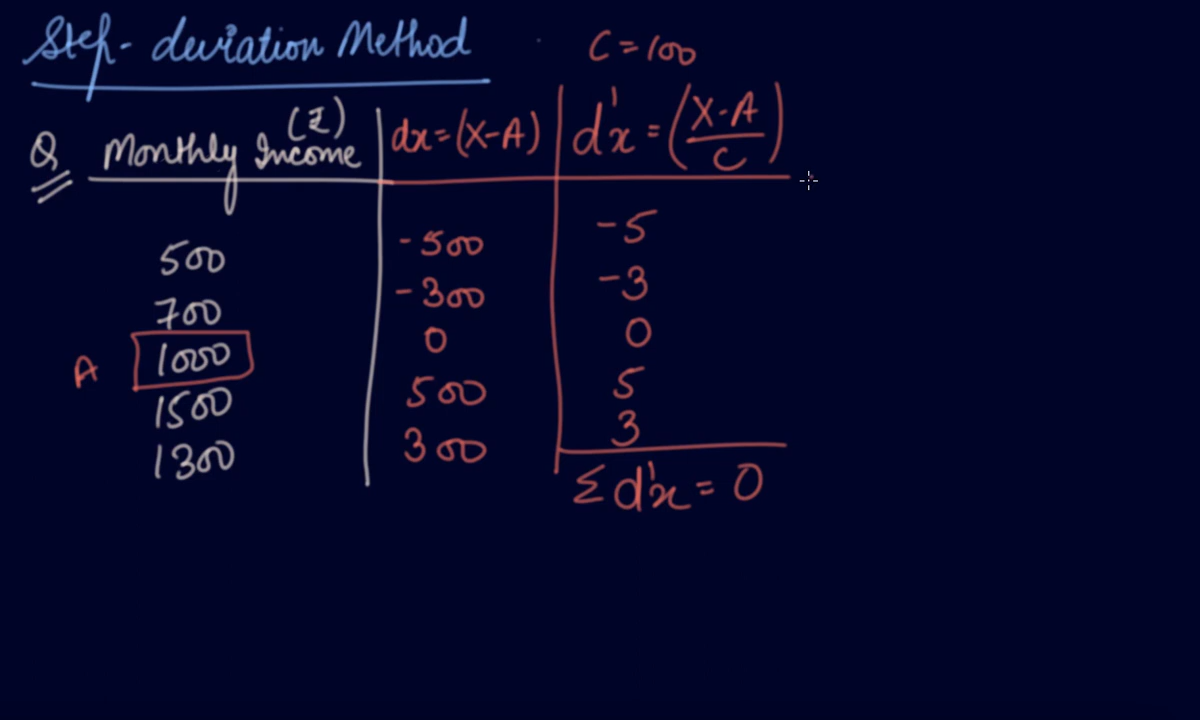 Step-deviation Method
C = 100
Q Monthly Income (₹) dx = (X-A) d'x = (X-A / C)
500 -500 -5
700 -300 -3
A 1000 0 0
1500 500 5
1300 300 3
Σd'x = 0